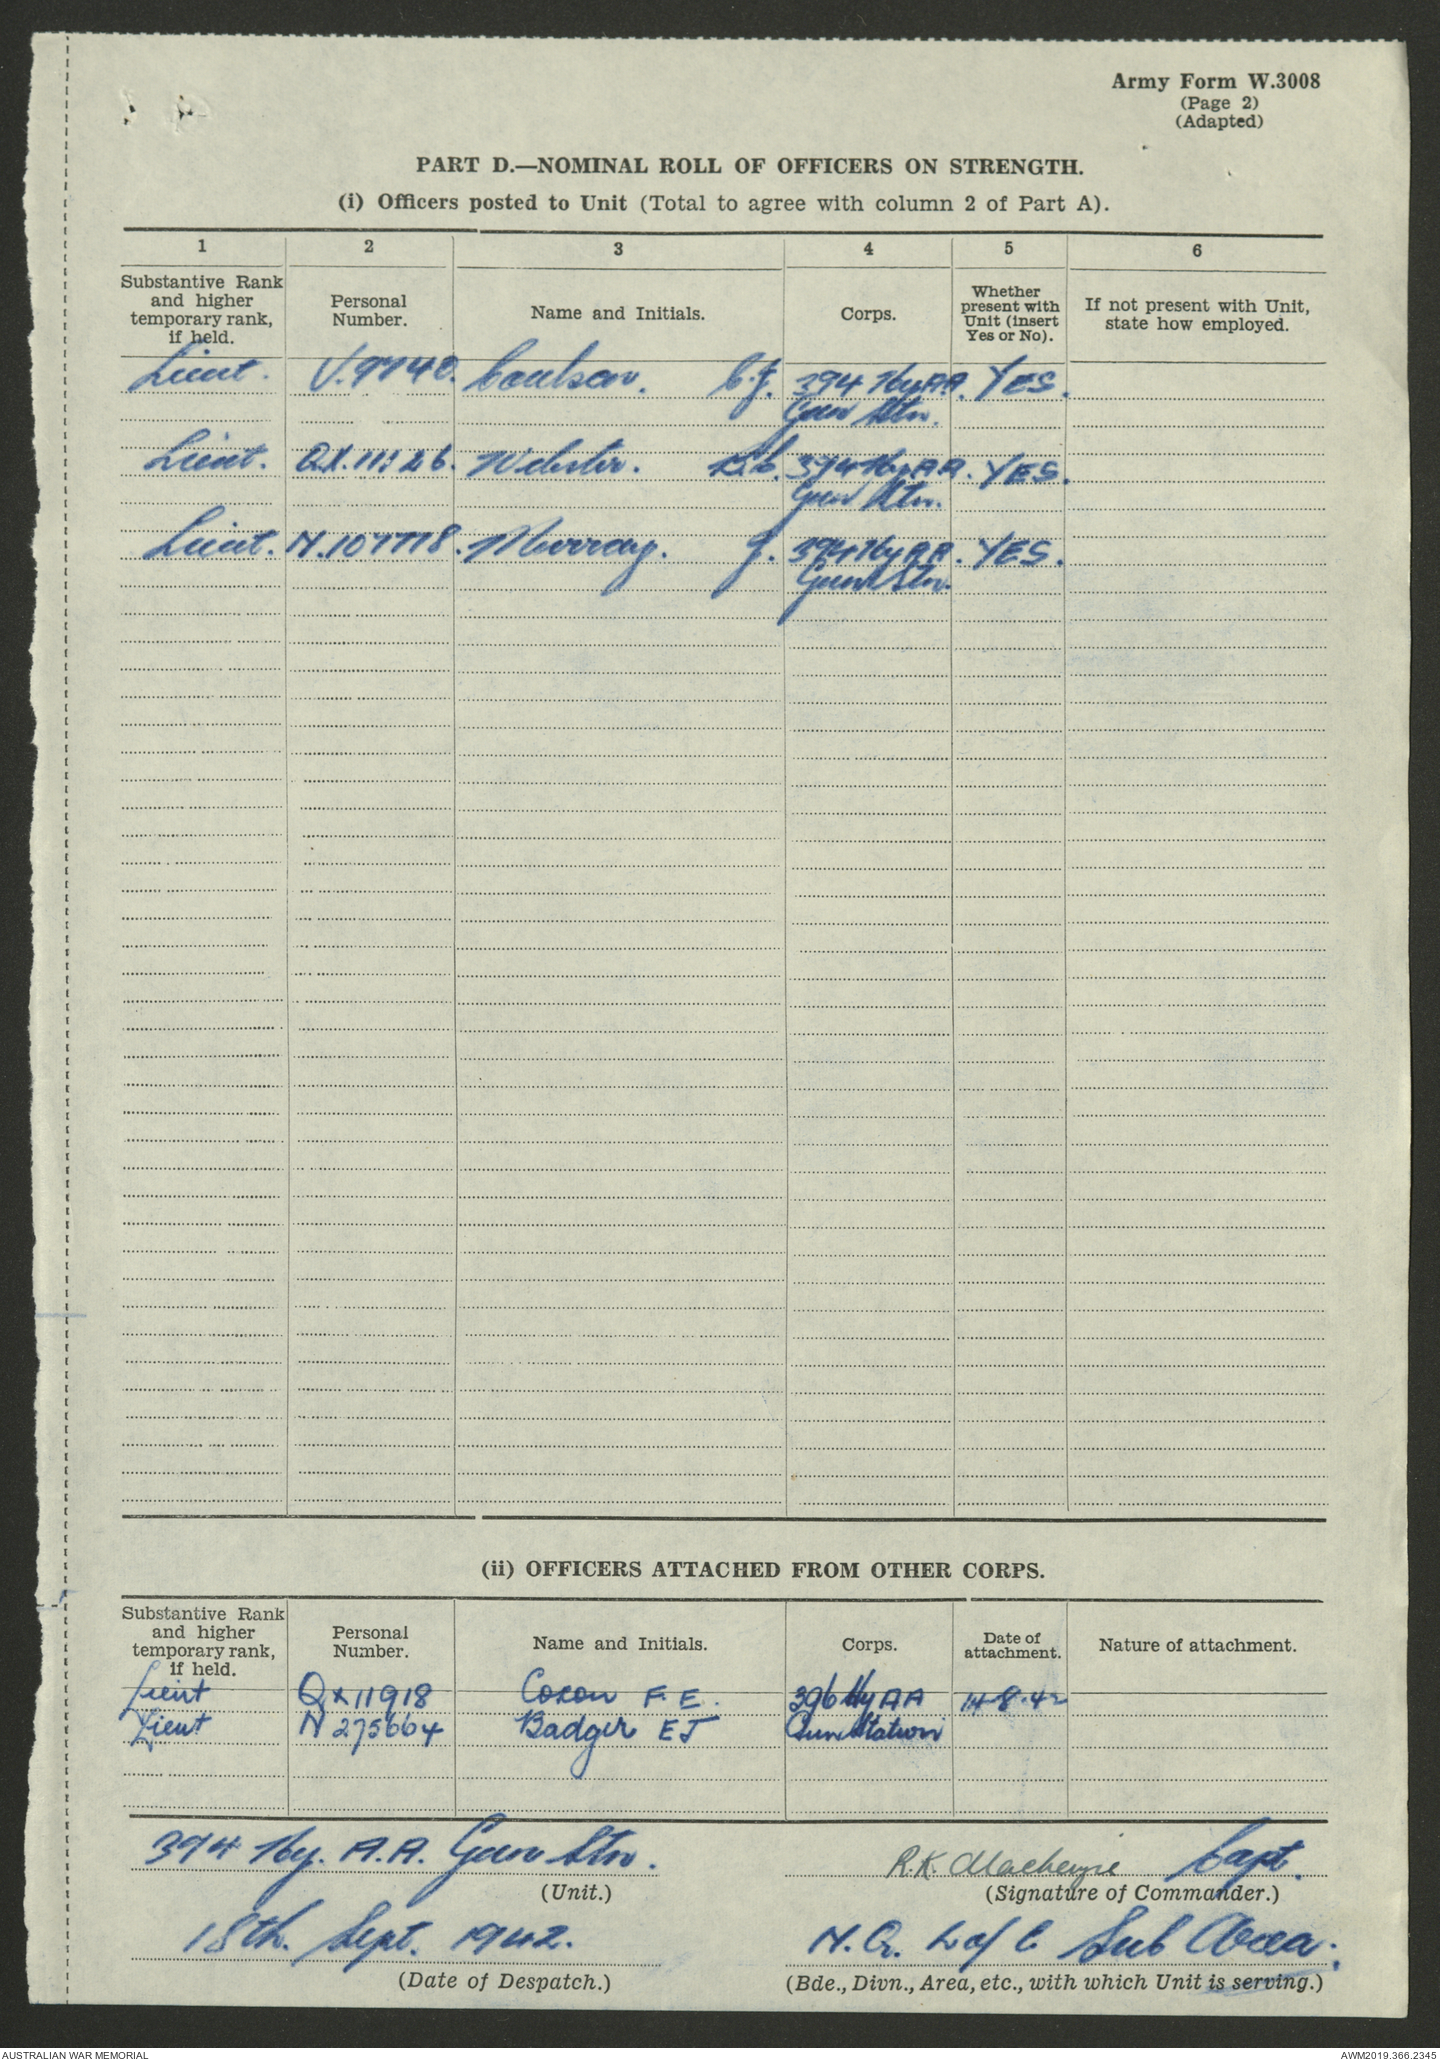 Army Form W.3008
(Page 2)
(Adapted)
PART D.—NOMINAL ROLL OF OFFICERS ON STRENGTH.
(i) Officers posted to Unit (Total to agree with column 2 of Part A).
1 2 3 4 5 6
Substantive Rank and higher temporary rank, if held. Personal Number. Name and Initials. Corps. Whether present with Unit (insert Yes or No). If not present with Unit, state how employed.
Lieut. Coulson. C.J. 394 Hy AA. YES.
Gun Stn.
Lieut. QX.11126. Webster. 394 Hy AA. YES.
Gun Stn.
Lieut. N.107778. Murray. J. 394 Hy AA. YES.
Gun Stn.
(ii) OFFICERS ATTACHED FROM OTHER CORPS.
Substantive Rank and higher temporary rank, if held. Personal Number. Name and Initials. Corps. Date of attachment. Nature of attachment.
Lieut QX11918 Coxon F. E. 396 Hy AA 14-8-42
Lieut N275664 Badger EJ Gun Station
394 Hy. A.A. Gun Stn. R.K. Mackenzie Capt.
(Unit.) (Signature of Commander.)
18th. Sept. 1942. N.Q. L of C Sub Area.
(Date of Despatch.) (Bde., Divn., Area, etc., with which Unit is serving.)
AUSTRALIAN WAR MEMORIAL AWM2019.366.2345